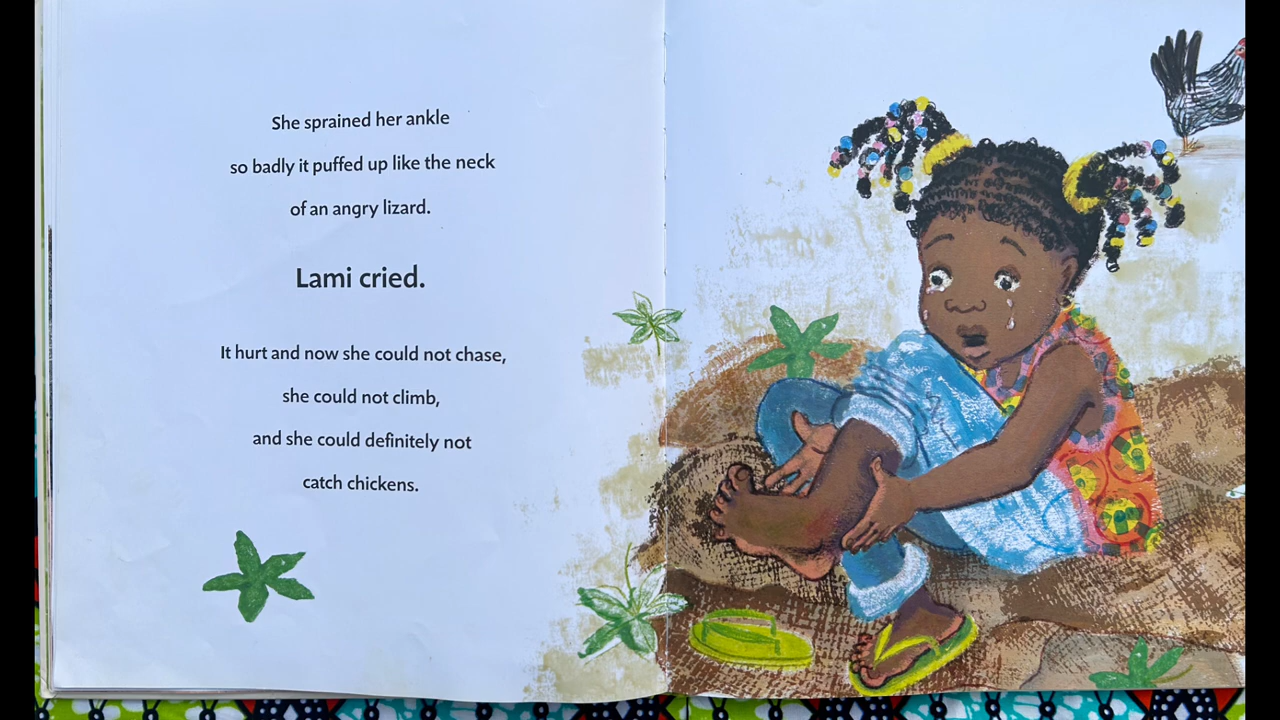 She sprained her ankle
so badly it puffed up like the neck
of an angry lizard.
Lami cried.
It hurt and now she could not chase,
she could not climb,
and she could definitely not
catch chickens.